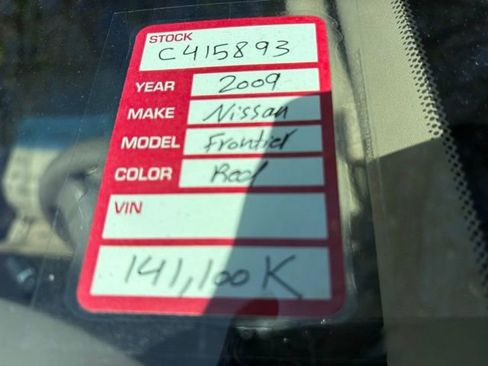 STOCK
C415893
YEAR 2009
MAKE Nissan
MODEL Frontier
COLOR Red
VIN
141,100K